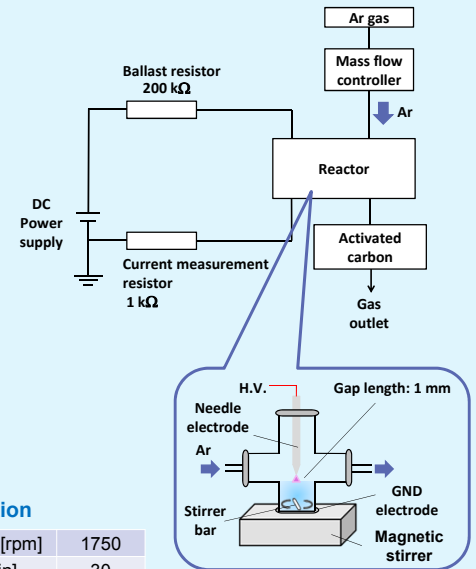 Ar gas
Mass flow
controller
Ar
Ballast resistor
200 kΩ
Reactor
DC
Power
supply
Current measurement
resistor
1 kΩ
Activated
carbon
Gas
outlet
H.V.
Gap length: 1 mm
Needle
electrode
Ar
Stirrer
bar
GND
electrode
Magnetic
stirrer
ion
[rpm] 1750